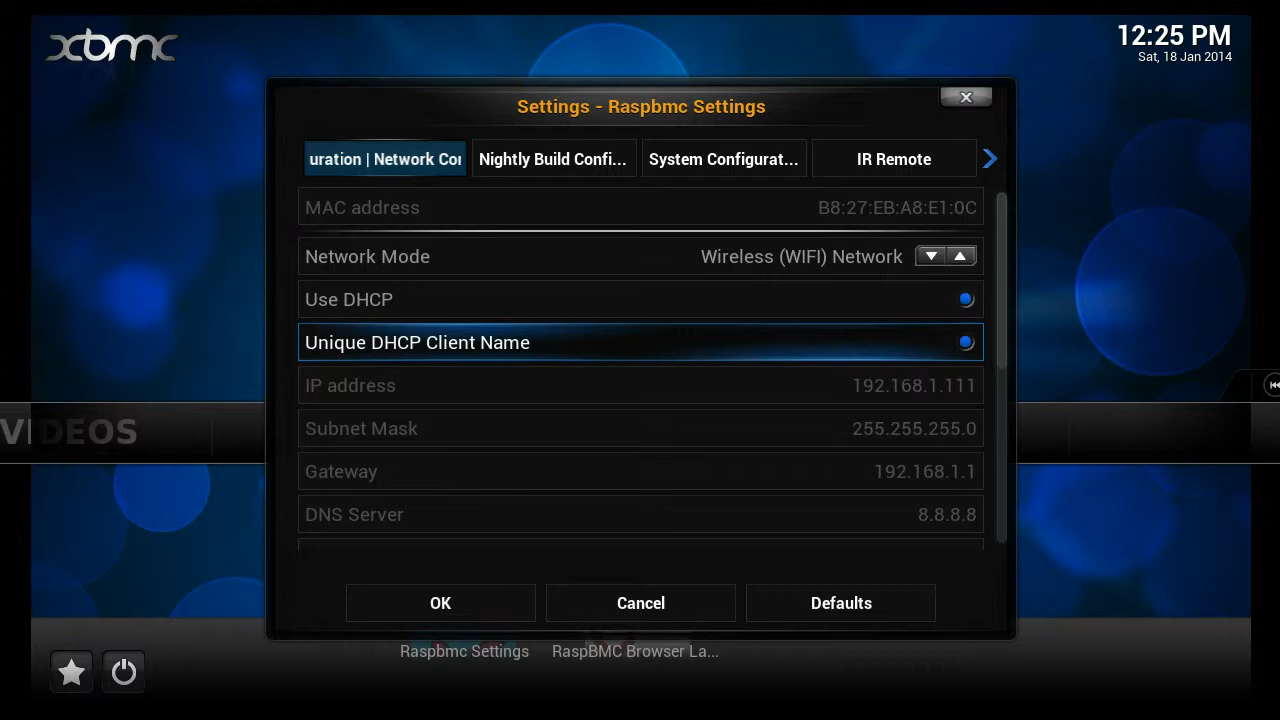 xbmc
12:25 PM
Sat, 18 Jan 2014
Settings - Raspbmc Settings
x
uration | Network Cor
Nightly Build Confi...
System Configurat...
IR Remote
MAC address B8:27:EB:A8:E1:0C
Network Mode Wireless (WIFI) Network
Use DHCP
Unique DHCP Client Name
IP address 192.168.1.111
Subnet Mask 255.255.255.0
Gateway 192.168.1.1
DNS Server 8.8.8.8
VIDEOS
OK
Cancel
Defaults
Raspbmc Settings
RaspBMC Browser La...